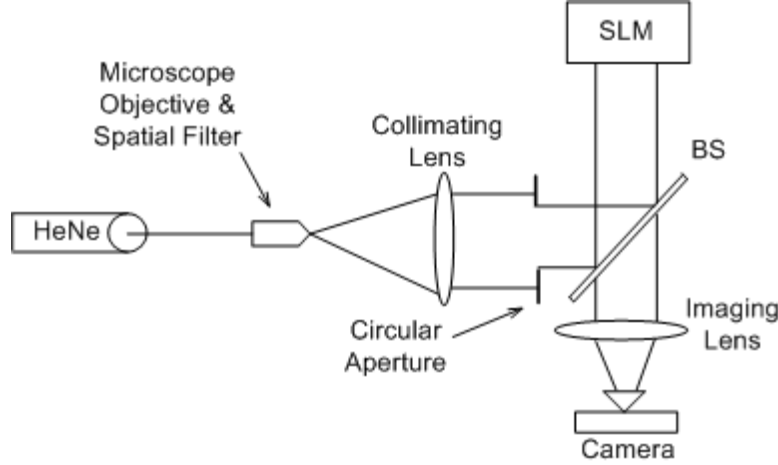 SLM
Microscope
Objective &
Spatial Filter
Collimating
Lens
BS
HeNe
Imaging
Lens
Circular
Aperture
Camera